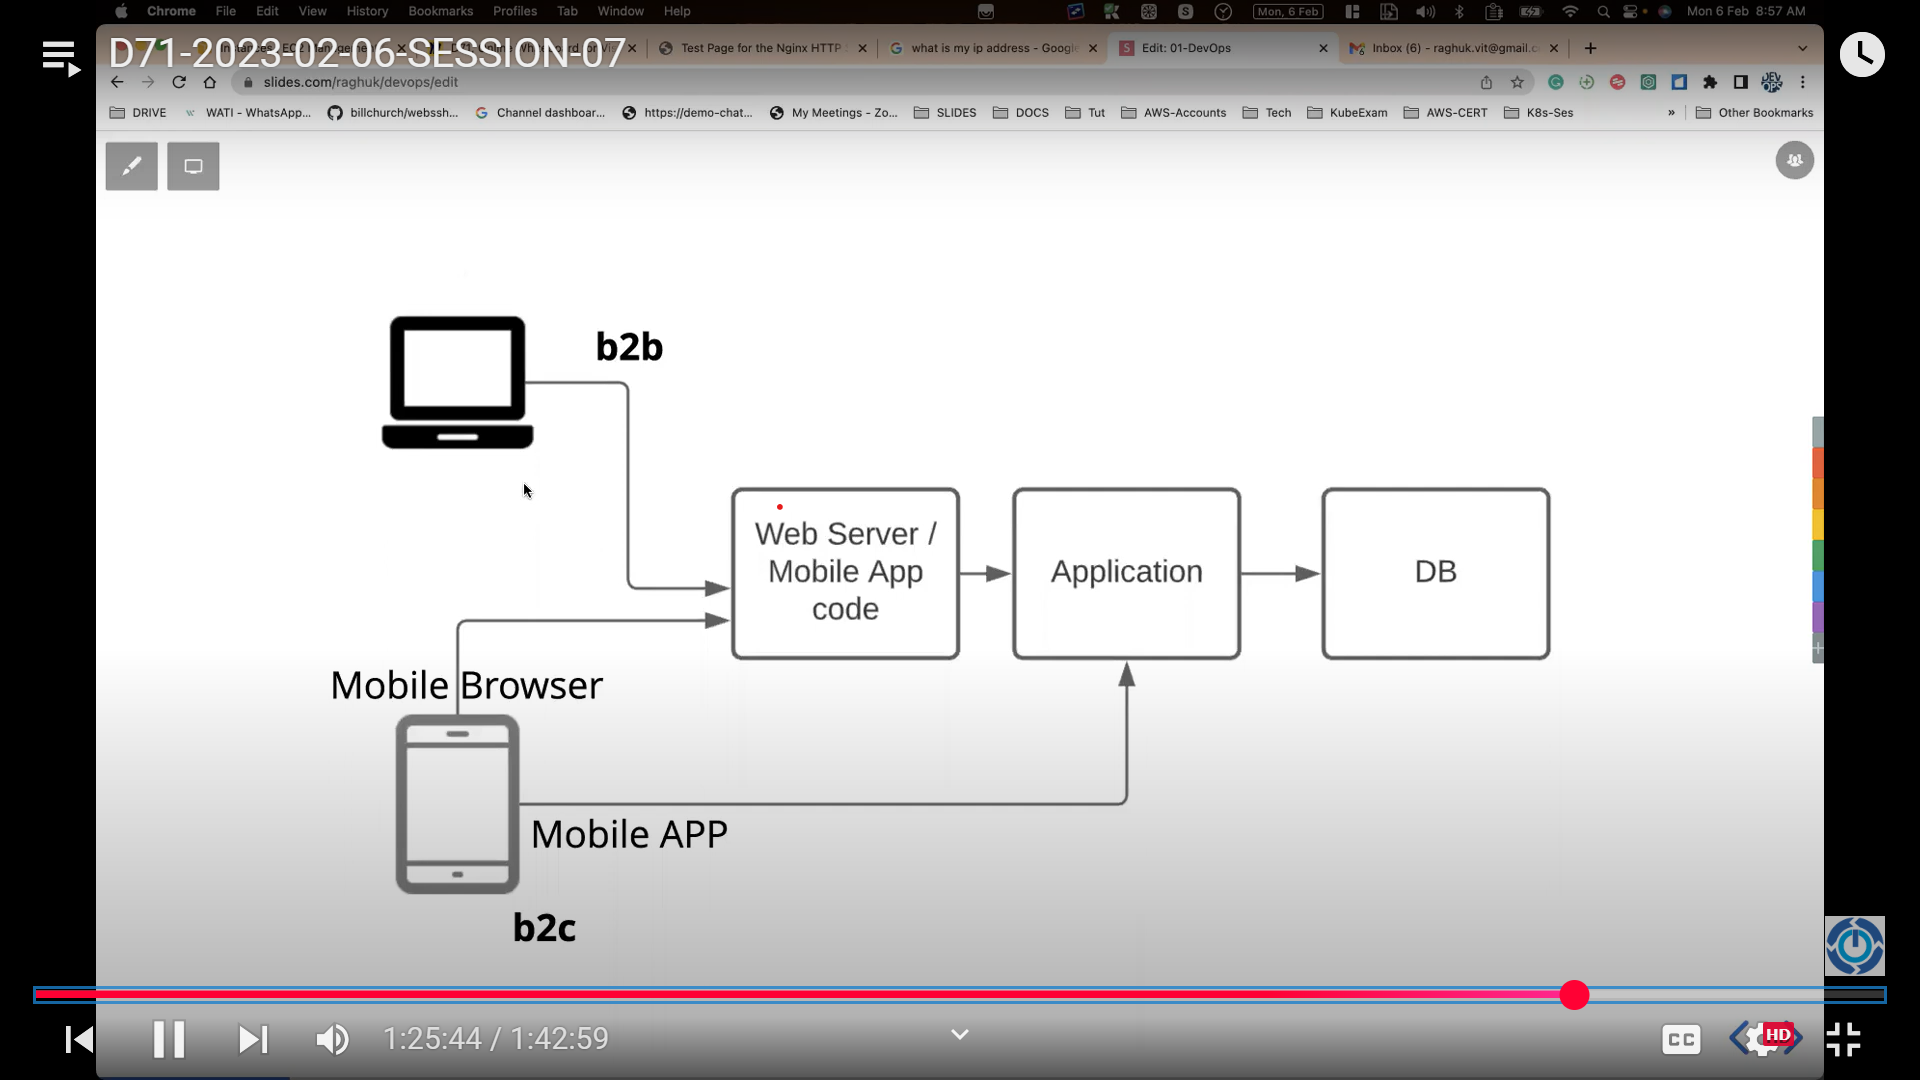 Chrome File Edit View History Bookmarks Profiles Tab Window Help Mon, 6 Feb Mon 6 Feb 8:57 AM
D71-2023-02-06-SESSION-07
Test Page for the Nginx HTTP S
what is my ip address - Google
Edit: 01-DevOps
Inbox (6) - raghuk.vit@gmail.c
slides.com/raghuk/devops/edit
DRIVE WATI - WhatsApp... billchurch/webssh... Channel dashboar... https://demo-chat... My Meetings - Zo... SLIDES DOCS Tut AWS-Accounts Tech KubeExam AWS-CERT K8s-Ses » Other Bookmarks
b2b
Web Server /
Mobile App
code
Application
DB
Mobile Browser
Mobile APP
b2c
1:25:44 / 1:42:59
CC
HD